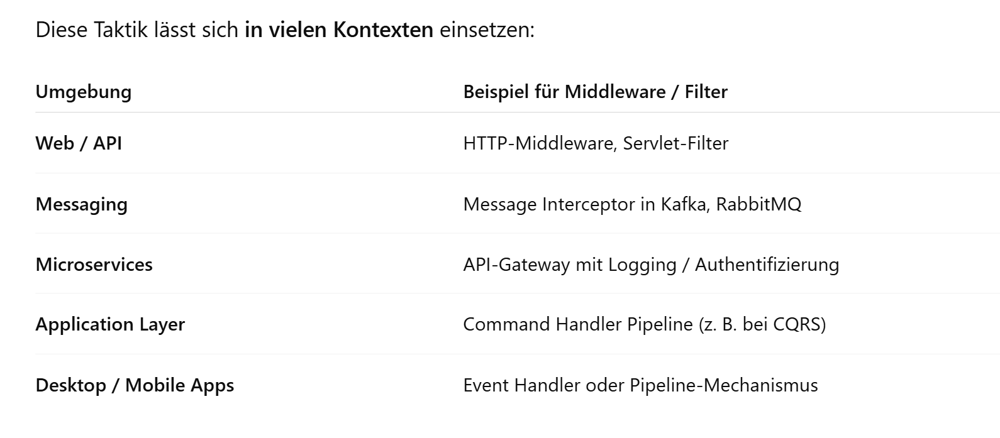 Diese Taktik lässt sich in vielen Kontexten einsetzen:
Umgebung Beispiel für Middleware / Filter
Web / API HTTP-Middleware, Servlet-Filter
Messaging Message Interceptor in Kafka, RabbitMQ
Microservices API-Gateway mit Logging / Authentifizierung
Application Layer Command Handler Pipeline (z. B. bei CQRS)
Desktop / Mobile Apps Event Handler oder Pipeline-Mechanismus